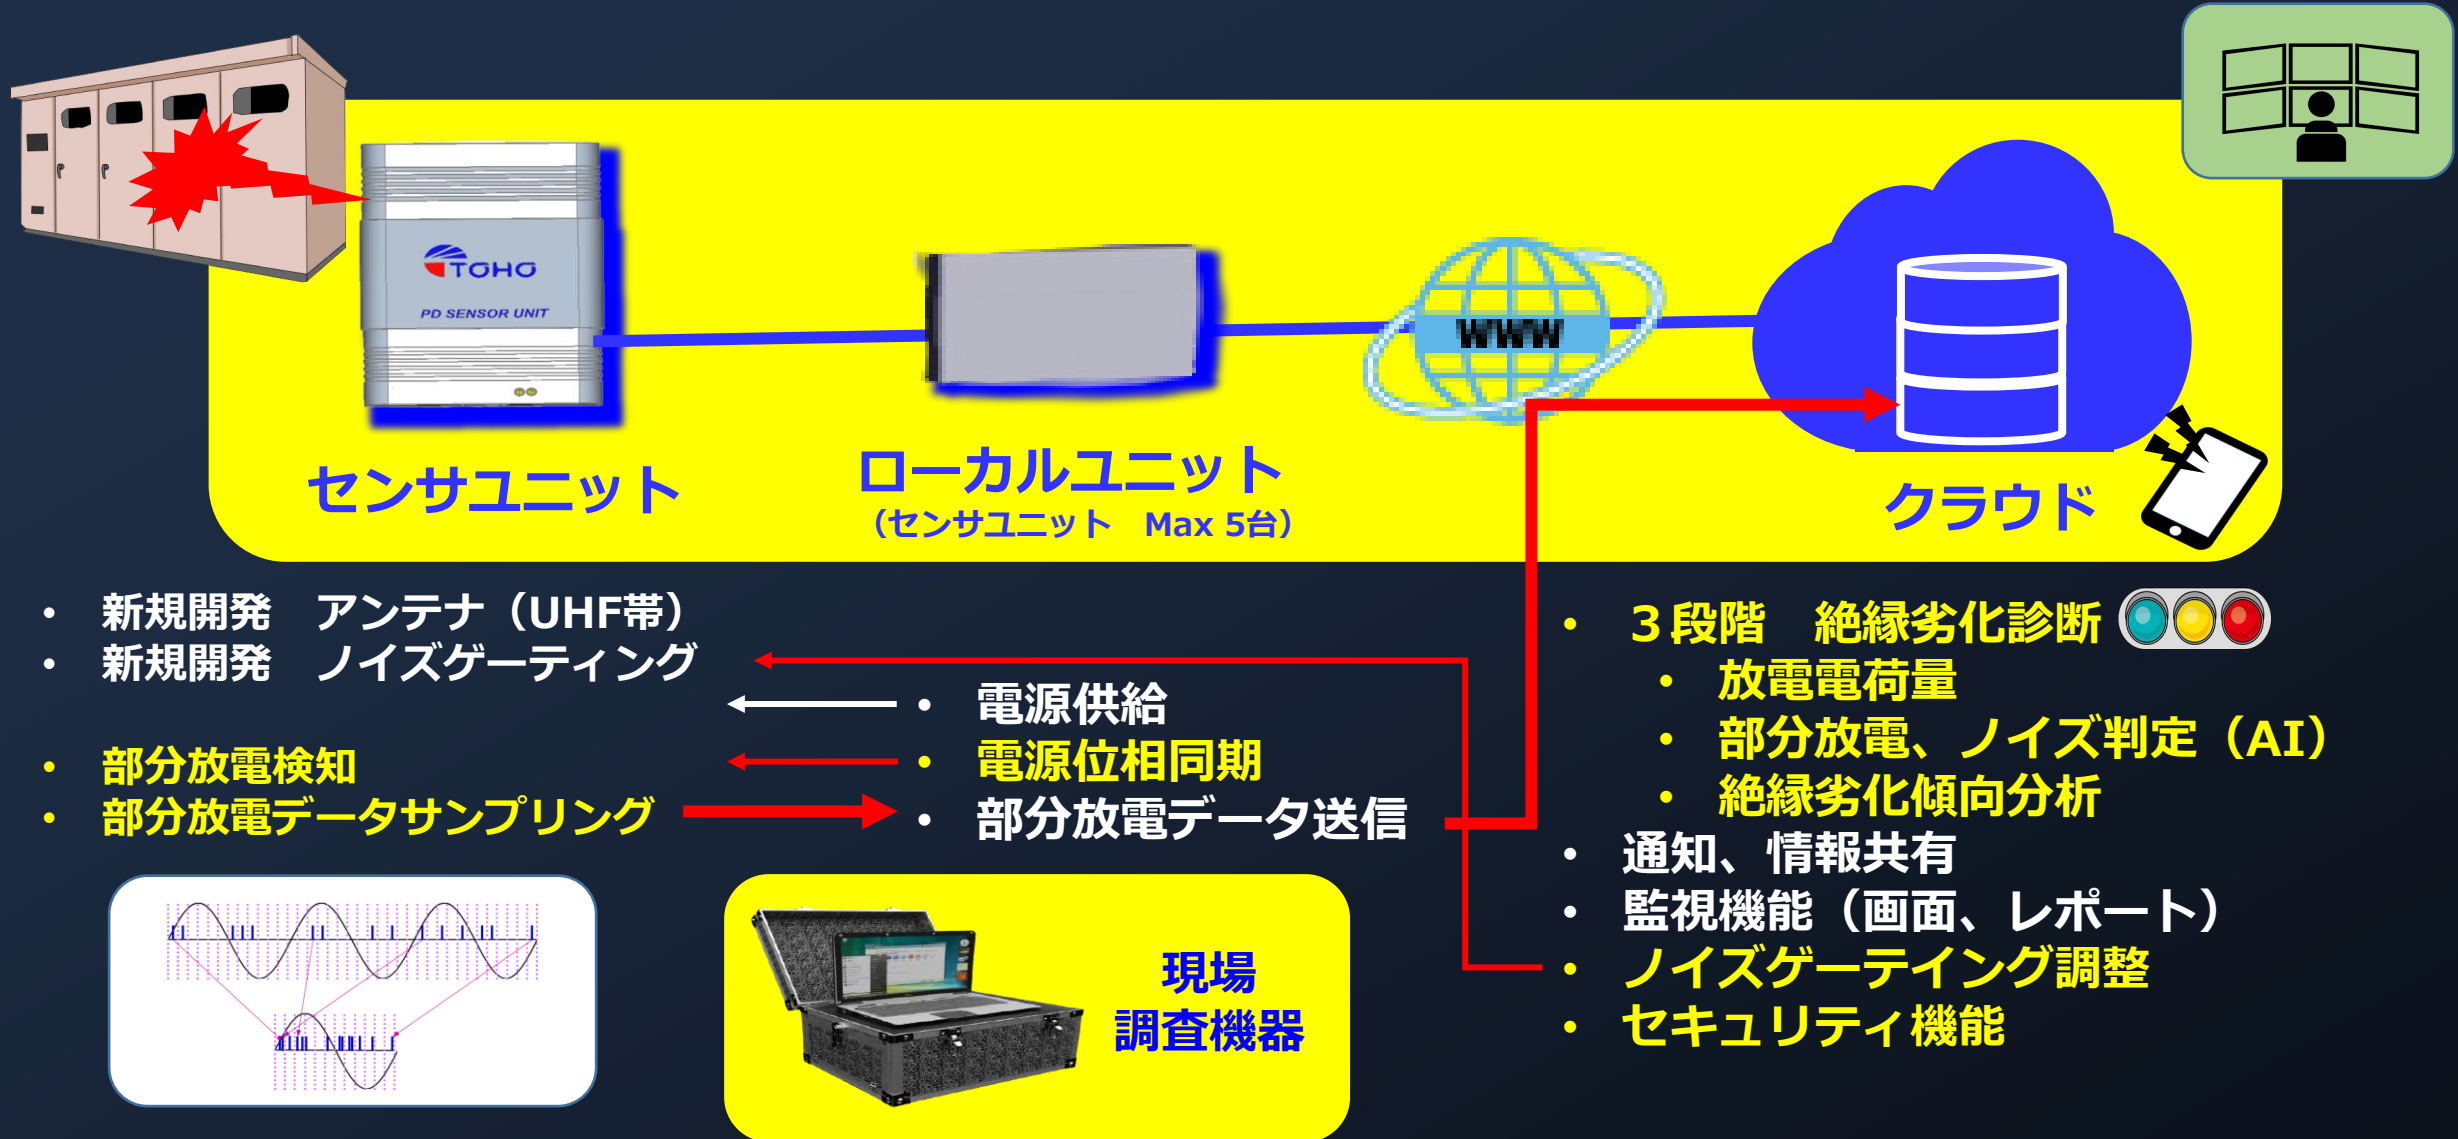 TOHO
PD SENSOR UNIT
WWW
センサユニット
ローカルユニット
（センサユニット　Max 5台）
クラウド
• 新規開発　アンテナ（UHF帯）
• 新規開発　ノイズゲーティング
• 部分放電検知
• 部分放電データサンプリング
• 電源供給
• 電源位相同期
• 部分放電データ送信
現場
調査機器
• ３段階　絶縁劣化診断
• 放電電荷量
• 部分放電、ノイズ判定（AI）
• 絶縁劣化傾向分析
• 通知、情報共有
• 監視機能（画面、レポート）
• ノイズゲーテイング調整
• セキュリティ機能